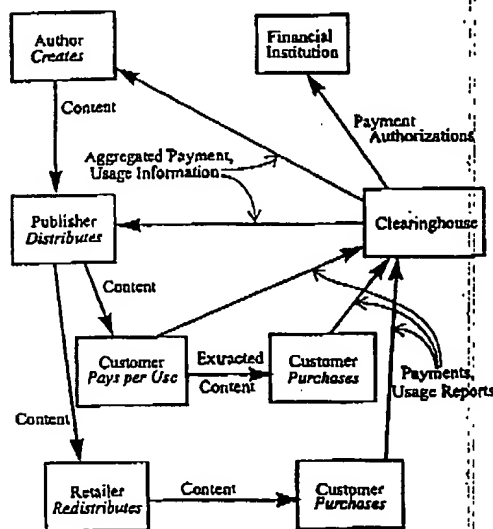 Author
Creates
Financial
Institution
Content
Payment
Authorizations
Aggregated Payment,
Usage Information
Publisher
Distributes
Clearinghouse
Content
Customer
Pays per Use
Extracted
Content
Customer
Purchases
Payments,
Usage Reports
Content
Retailer
Redistributes
Content
Customer
Purchases